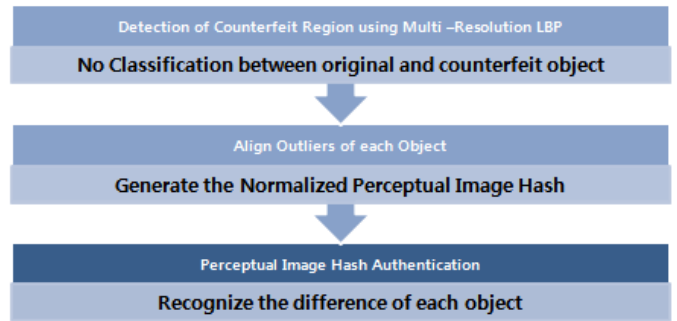 Detection of Counterfeit Region using Multi –Resolution LBP
No Classification between original and counterfeit object
Align Outliers of each Object
Generate the Normalized Perceptual Image Hash
Perceptual Image Hash Authentication
Recognize the difference of each object